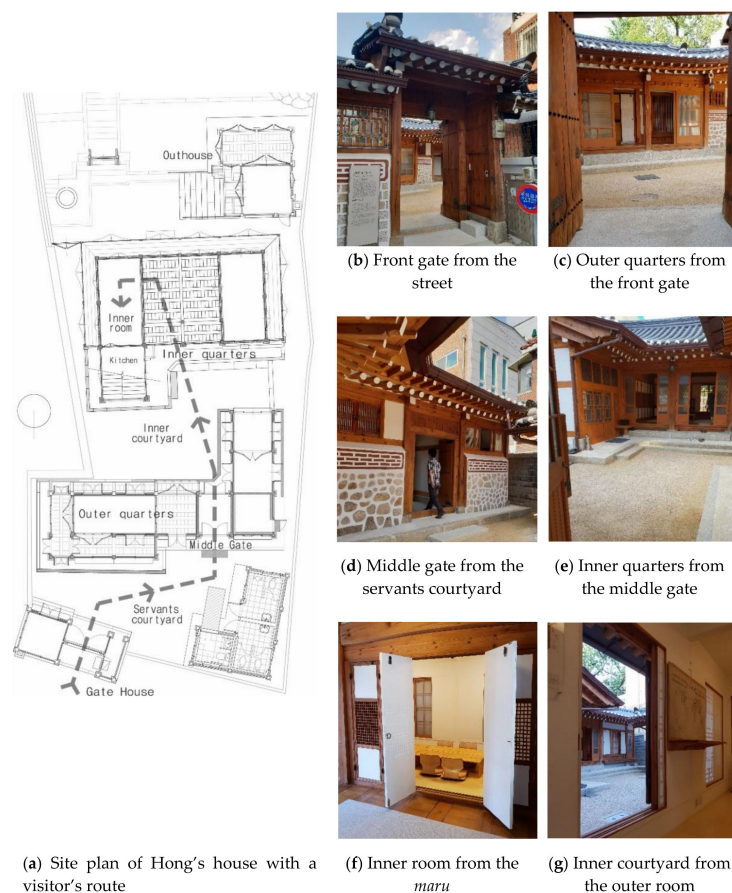 Outhouse
Inner
room
Kitchen
Inner quarters
Inner
courtyard
Outer quarters
Middle Gate
Servants
courtyard
Gate House
(a) Site plan of Hong's house with a
visitor's route
(b) Front gate from the
street
(c) Outer quarters from
the front gate
(d) Middle gate from the
servants courtyard
(e) Inner quarters from
the middle gate
(f) Inner room from the
maru
(g) Inner courtyard from
the outer room